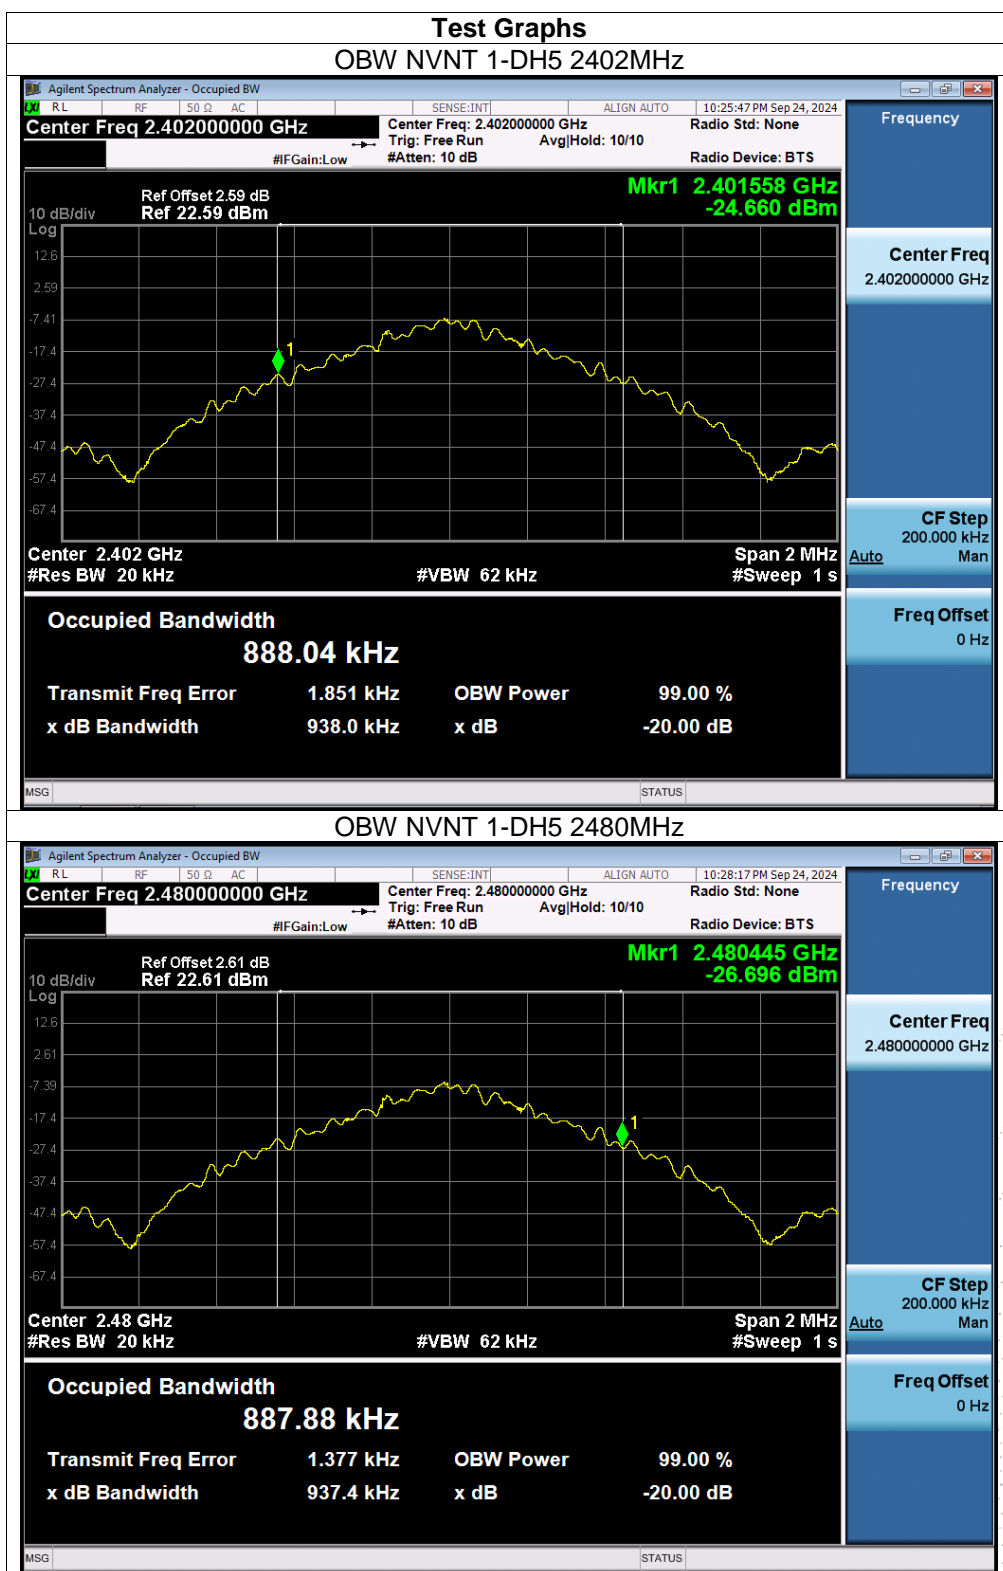 Test Graphs
OBW NVNT 1-DH5 2402MHz
Agilent Spectrum Analyzer - Occupied BW
LXI RL RF 50 Ω AC SENSE:INT ALIGN AUTO 10:25:47 PM Sep 24, 2024
Center Freq 2.402000000 GHz Center Freq: 2.402000000 GHz Radio Std: None Frequency
Trig: Free Run Avg|Hold: 10/10
#IFGain:Low #Atten: 10 dB Radio Device: BTS
Mkr1 2.401558 GHz
Ref Offset 2.59 dB
10 dB/div Ref 22.59 dBm -24.660 dBm
Log
12.6
2.59
-7.41
-17.4
-27.4
-37.4
-47.4
-57.4
-67.4
1
Center Freq
2.402000000 GHz
Center 2.402 GHz Span 2 MHz
#Res BW 20 kHz #VBW 62 kHz #Sweep 1 s
CF Step
200.000 kHz
Auto Man
Occupied Bandwidth
888.04 kHz
Freq Offset
0 Hz
Transmit Freq Error 1.851 kHz OBW Power 99.00 %
x dB Bandwidth 938.0 kHz x dB -20.00 dB
MSG STATUS
OBW NVNT 1-DH5 2480MHz
Agilent Spectrum Analyzer - Occupied BW
LXI RL RF 50 Ω AC SENSE:INT ALIGN AUTO 10:28:17 PM Sep 24, 2024
Center Freq 2.480000000 GHz Center Freq: 2.480000000 GHz Radio Std: None Frequency
Trig: Free Run Avg|Hold: 10/10
#IFGain:Low #Atten: 10 dB Radio Device: BTS
Mkr1 2.480445 GHz
Ref Offset 2.61 dB
10 dB/div Ref 22.61 dBm -26.696 dBm
Log
12.6
2.61
-7.39
-17.4
-27.4
-37.4
-47.4
-57.4
-67.4
1
Center Freq
2.480000000 GHz
Center 2.48 GHz Span 2 MHz
#Res BW 20 kHz #VBW 62 kHz #Sweep 1 s
CF Step
200.000 kHz
Auto Man
Occupied Bandwidth
887.88 kHz
Freq Offset
0 Hz
Transmit Freq Error 1.377 kHz OBW Power 99.00 %
x dB Bandwidth 937.4 kHz x dB -20.00 dB
MSG STATUS